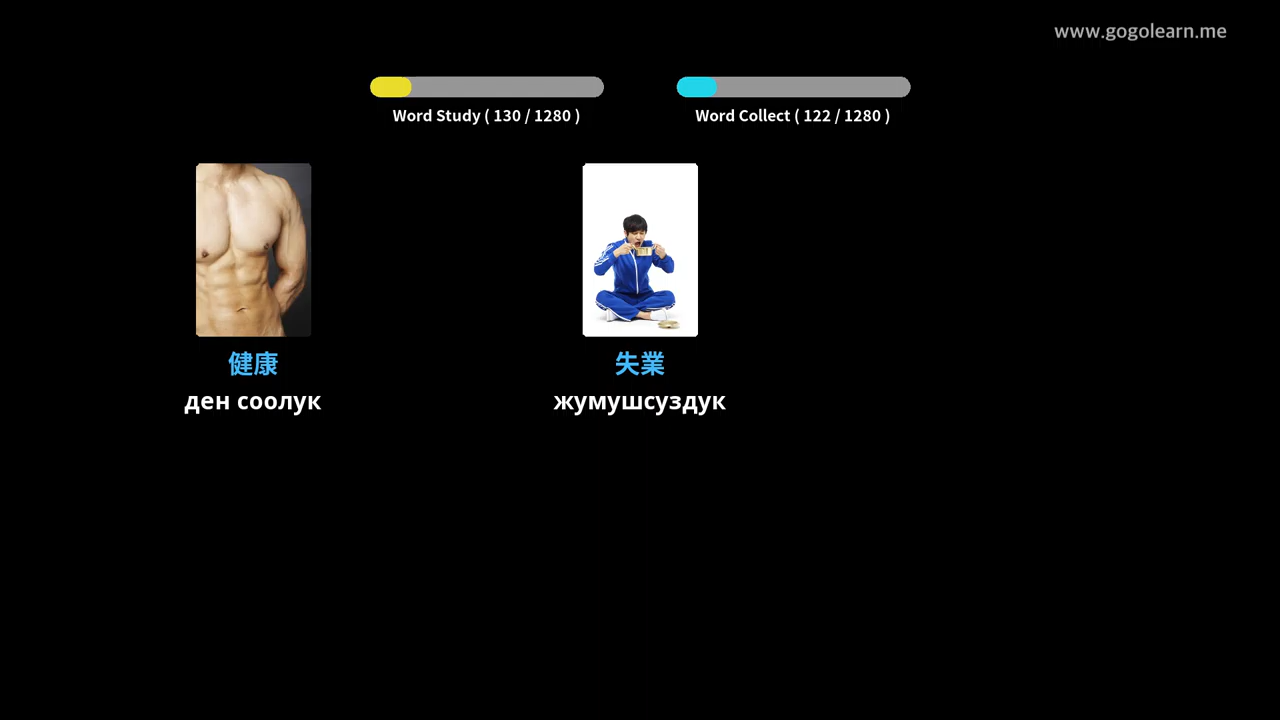 www.gogolearn.me
Word Study ( 130 / 1280 )
Word Collect ( 122 / 1280 )
健康
失業
ден соолук
жумушсуздук